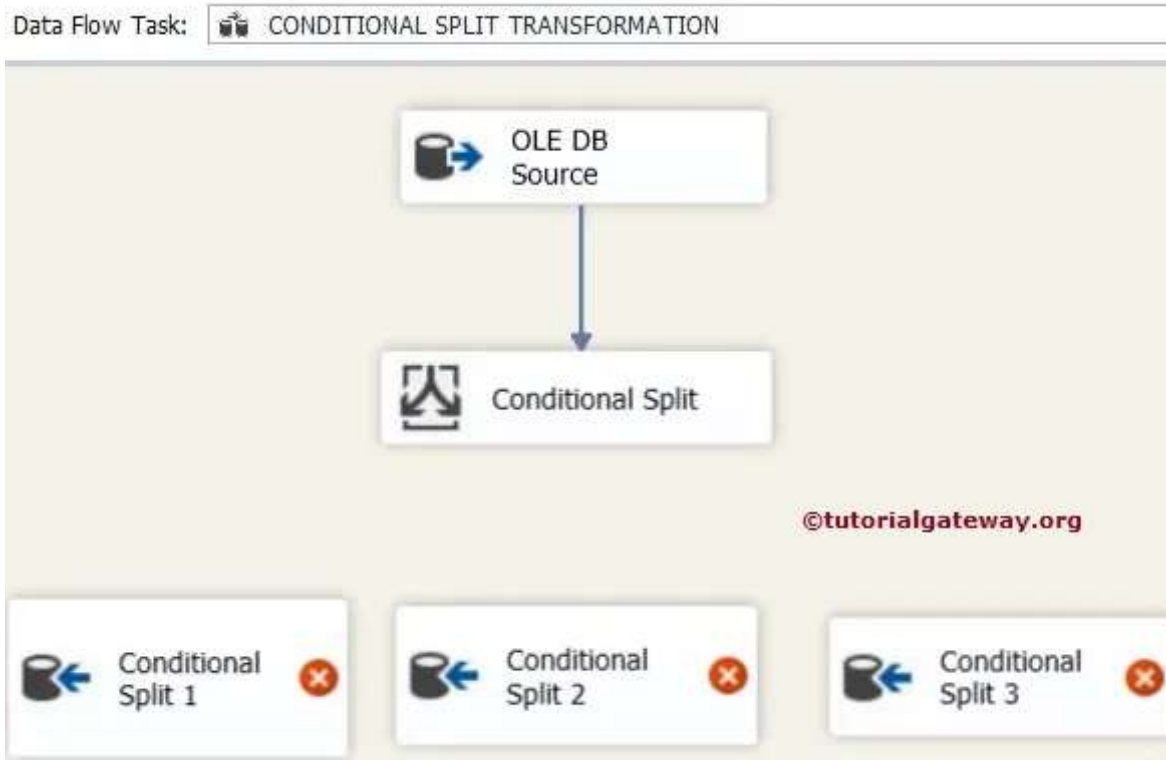 Data Flow Task: CONDITIONAL SPLIT TRANSFORMATION
OLE DB
Source
Conditional Split
©tutorialgateway.org
Conditional
Split 1
Conditional
Split 2
Conditional
Split 3